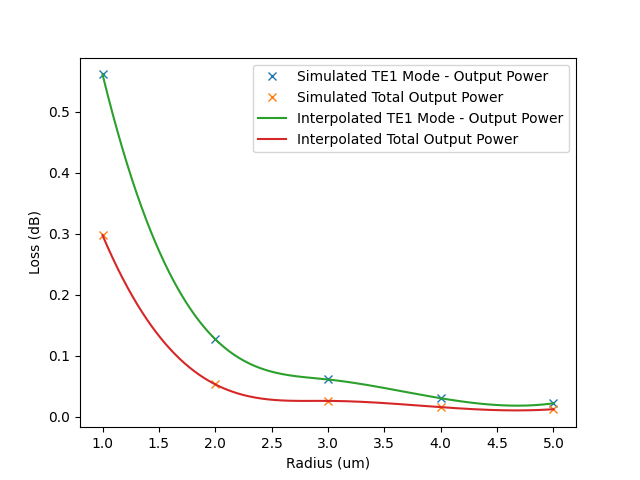 Simulated TE1 Mode - Output Power
Simulated Total Output Power
Interpolated TE1 Mode - Output Power
Interpolated Total Output Power
Loss (dB)
0.5
0.4
0.3
0.2
0.1
0.0
1.0 1.5 2.0 2.5 3.0 3.5 4.0 4.5 5.0
Radius (um)